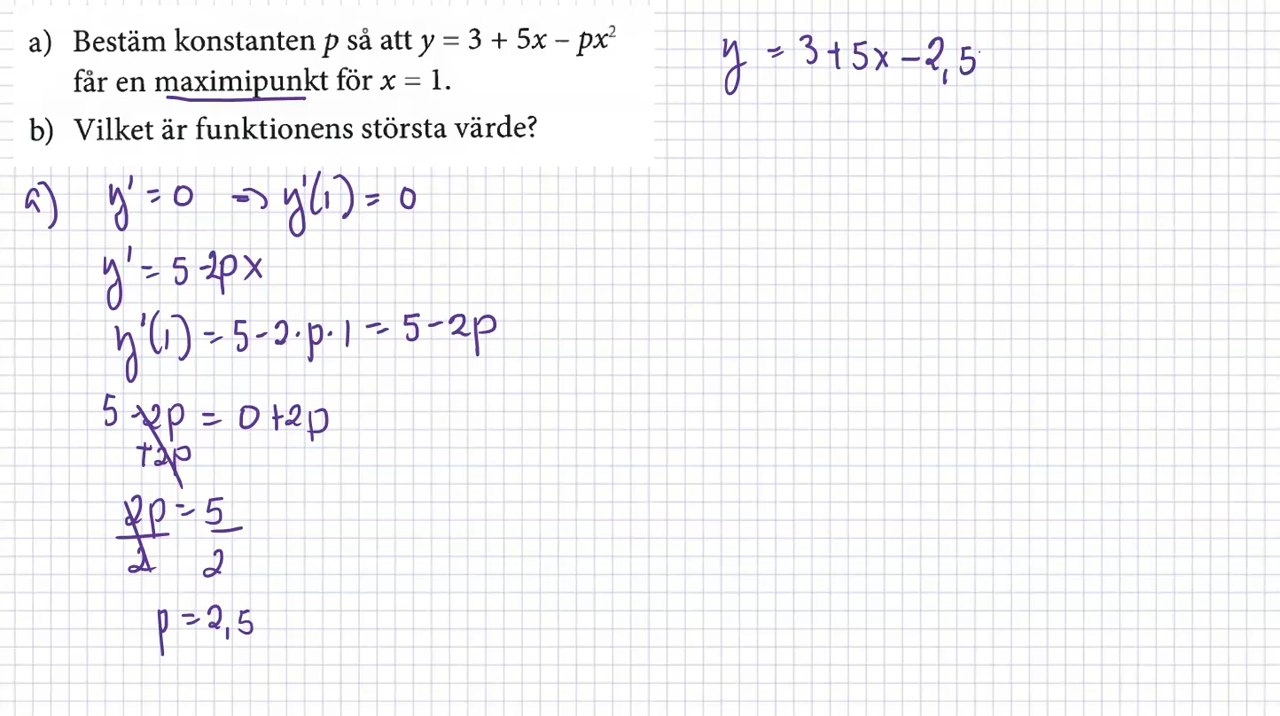 a) Bestäm konstanten p så att y = 3 + 5x – px²
får en maximipunkt för x = 1.
b) Vilket är funktionens största värde?
a) y' = 0 => y'(1) = 0
y' = 5 - 2px
y'(1) = 5 - 2 · p · 1 = 5 - 2p
5 - 2p = 0 + 2p
+2p
2p = 5
2 2
p = 2,5
y = 3 + 5x - 2,5